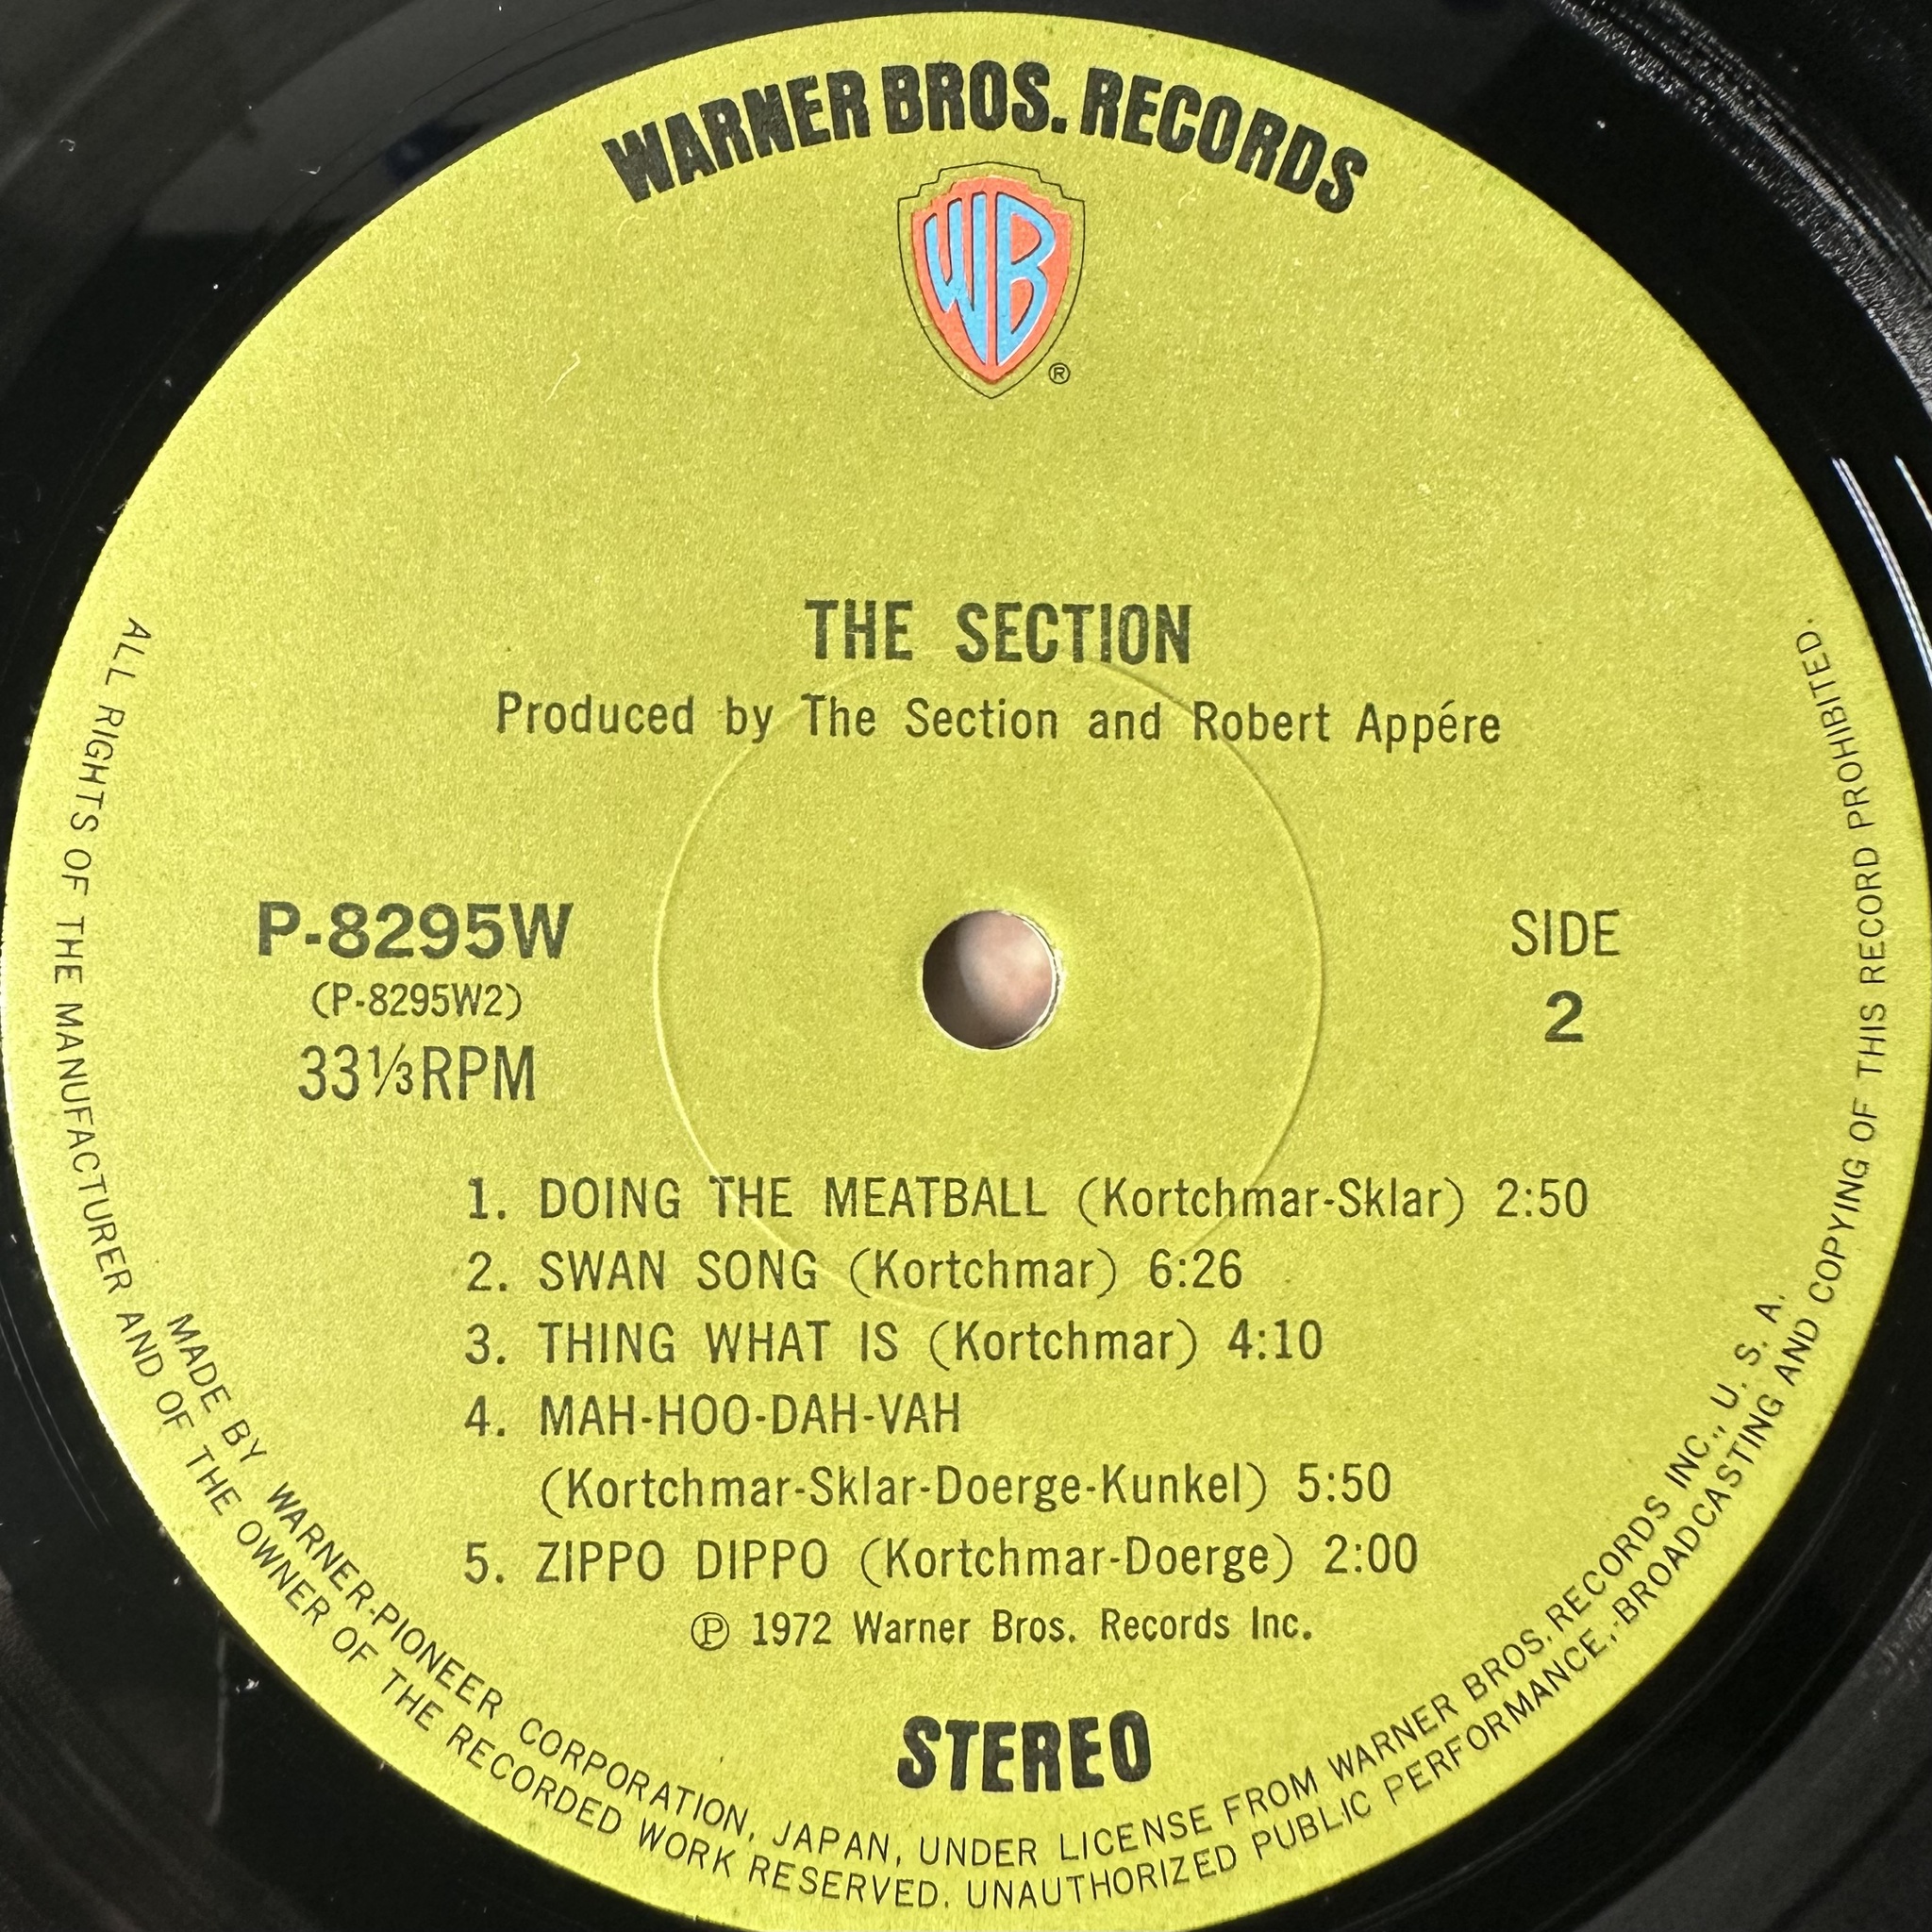 WARNER BROS. RECORDS
WB
®
THE SECTION
Produced by The Section and Robert Appére
P-8295W
(P-8295W2)
33⅓RPM
SIDE
2
1. DOING THE MEATBALL (Kortchmar-Sklar) 2:50
2. SWAN SONG (Kortchmar) 6:26
3. THING WHAT IS (Kortchmar) 4:10
4. MAH-HOO-DAH-VAH
(Kortchmar-Sklar-Doerge-Kunkel) 5:50
5. ZIPPO DIPPO (Kortchmar-Doerge) 2:00
Ⓟ 1972 Warner Bros. Records Inc.
STEREO
MADE BY WARNER-PIONEER CORPORATION, JAPAN, UNDER LICENSE FROM WARNER BROS. RECORDS INC., U. S. A.
ALL RIGHTS OF THE MANUFACTURER AND OF THE OWNER OF THE RECORDED WORK RESERVED. UNAUTHORIZED PUBLIC PERFORMANCE,·BROADCASTING AND COPYING OF THIS RECORD PROHIBITED.